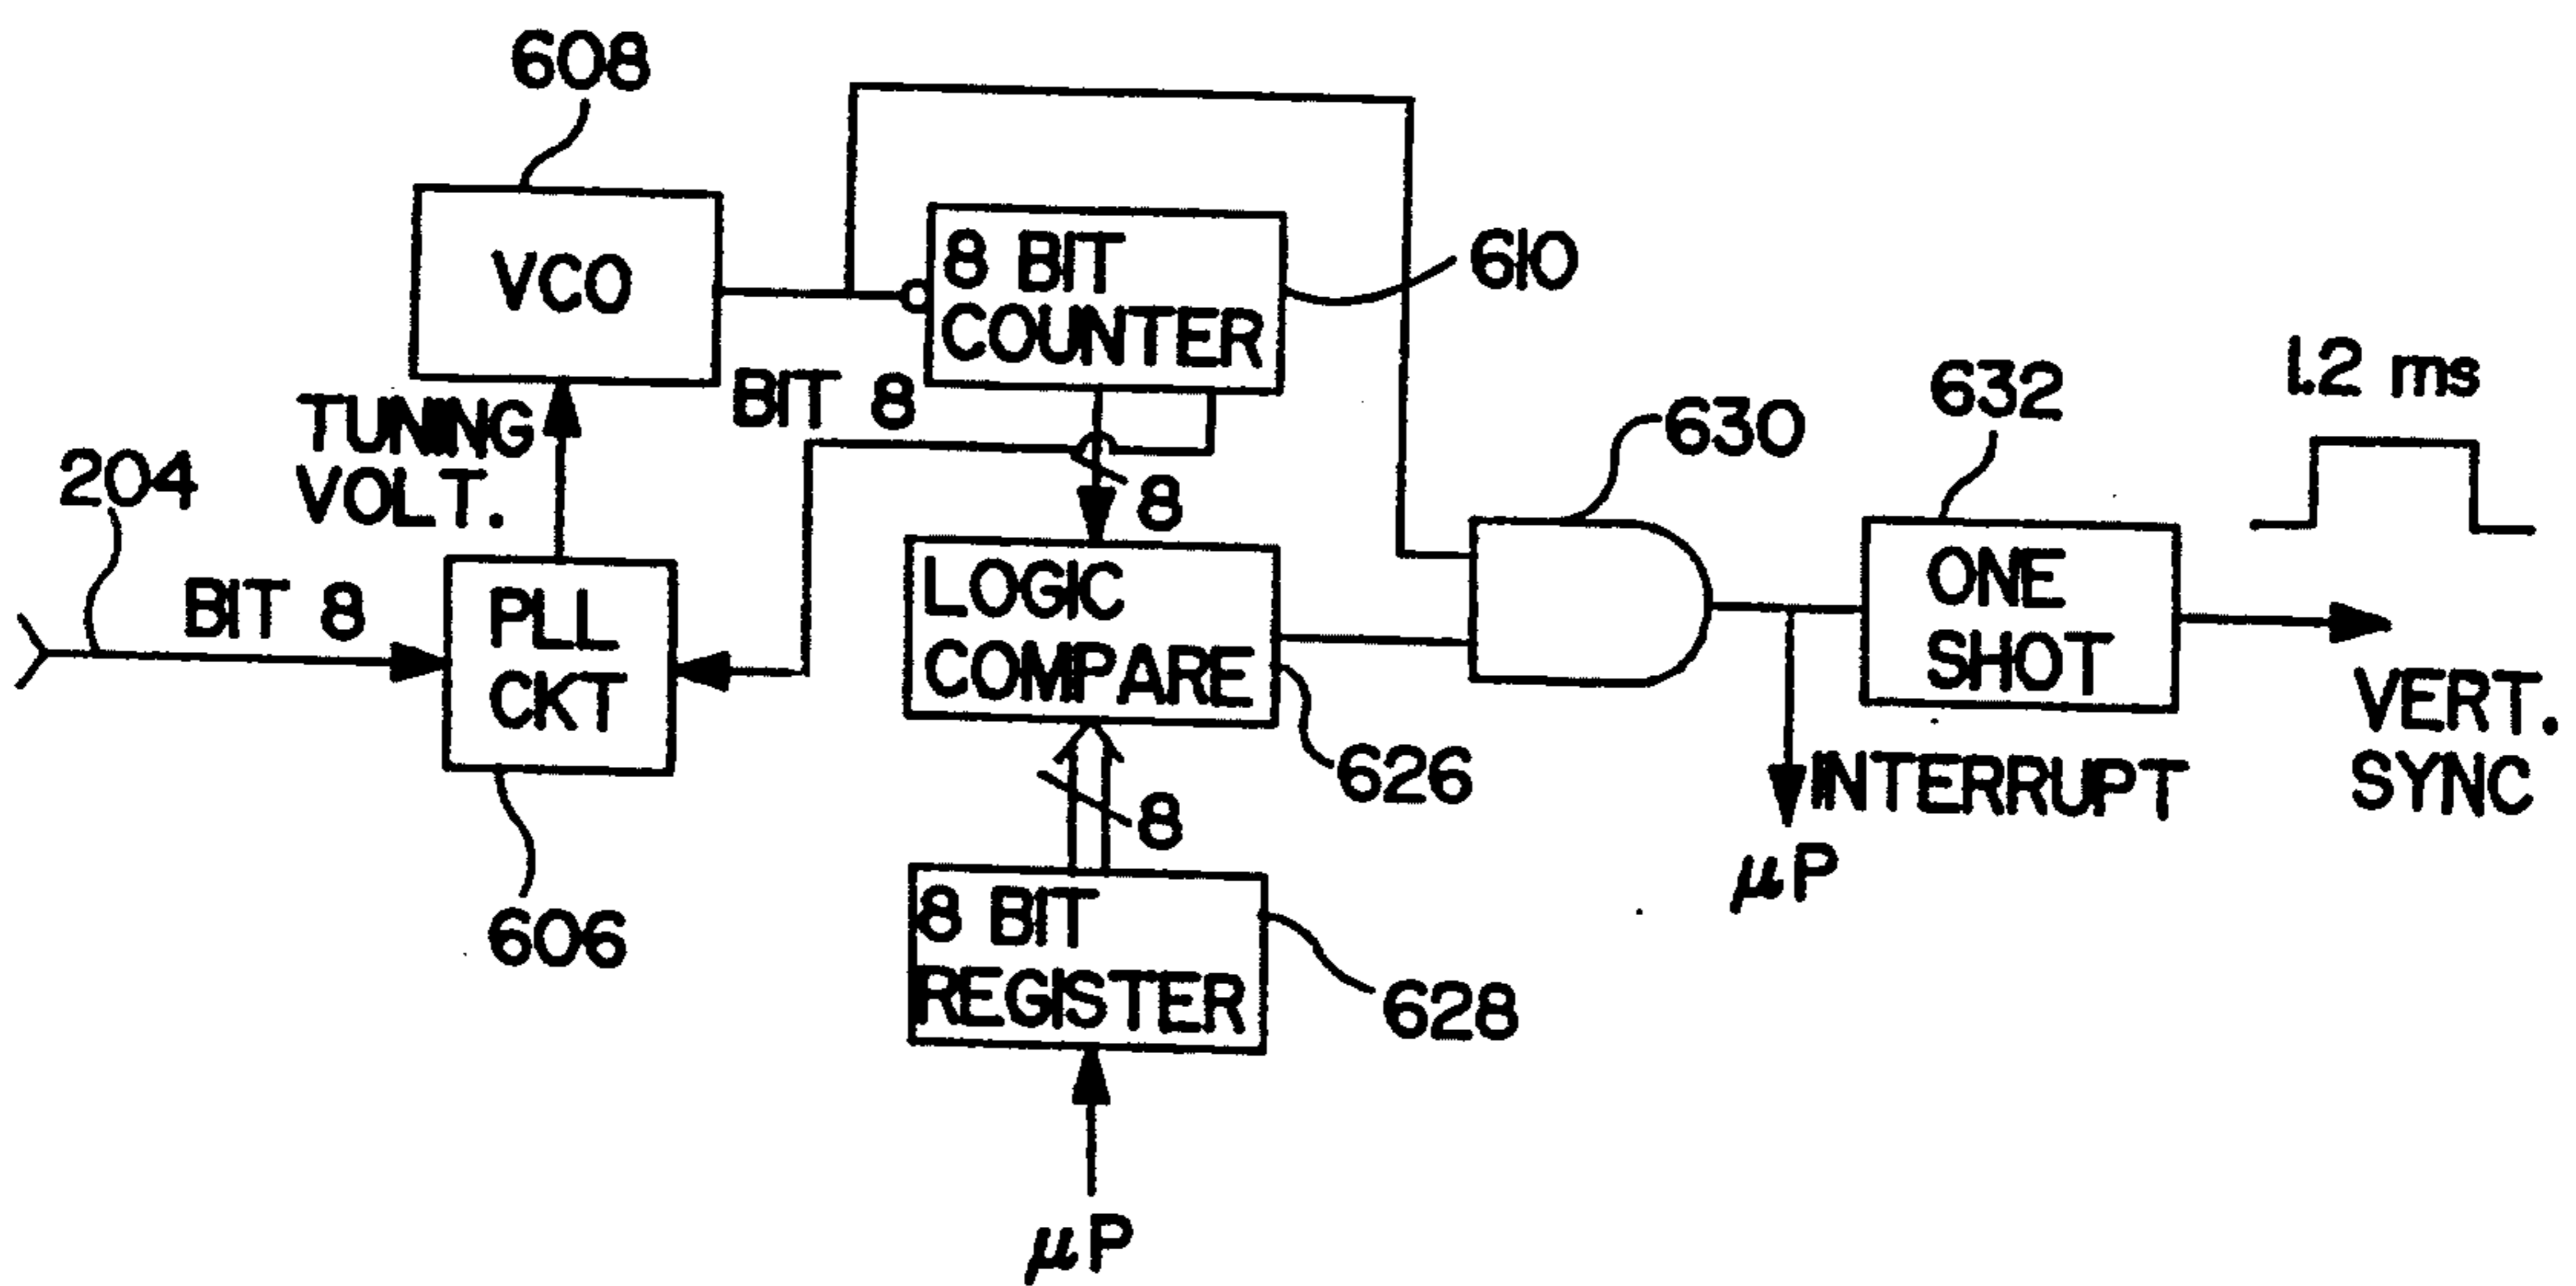 608
VCO
8 BIT
COUNTER
610
1.2 ms
BIT 8
TUNING
VOLT.
632
630
204
8
BIT 8
PLL
CKT
LOGIC
COMPARE
ONE
SHOT
VERT.
SYNC
626
INTERRUPT
8
μP
606
8 BIT
REGISTER
628
μP